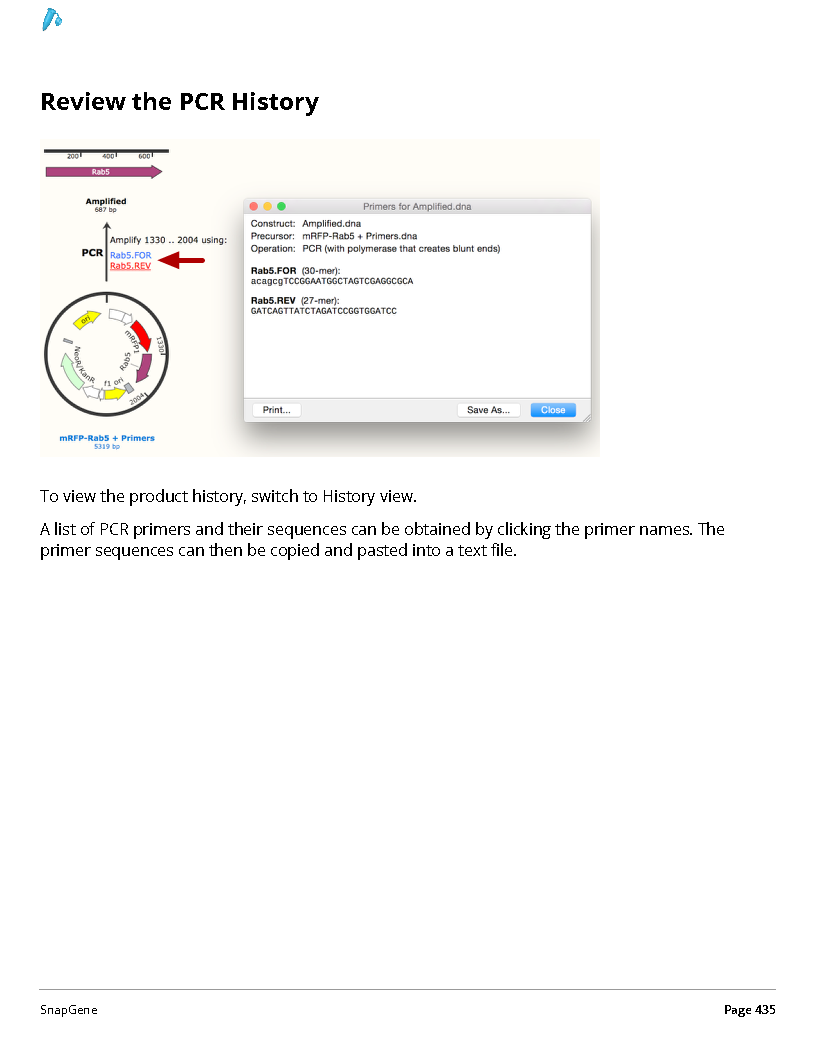 Review the PCR History
200 400 600
Rab5
Amplified
687 bp
PCR
Amplify 1330 .. 2004 using:
Rab5.FOR
Rab5.REV
ori
mRFP1
1330
Rab5
2004
f1 ori
NeoR/KanR
mRFP-Rab5 + Primers
5319 bp
Primers for Amplified.dna
Construct: Amplified.dna
Precursor: mRFP-Rab5 + Primers.dna
Operation: PCR (with polymerase that creates blunt ends)
Rab5.FOR (30-mer):
acagcgTCCGGAATGGCTAGTCGAGGCGCA
Rab5.REV (27-mer):
GATCAGTTATCTAGATCCGGTGGATCC
Print... Save As... Close
To view the product history, switch to History view.
A list of PCR primers and their sequences can be obtained by clicking the primer names. The
primer sequences can then be copied and pasted into a text file.
SnapGene Page 435